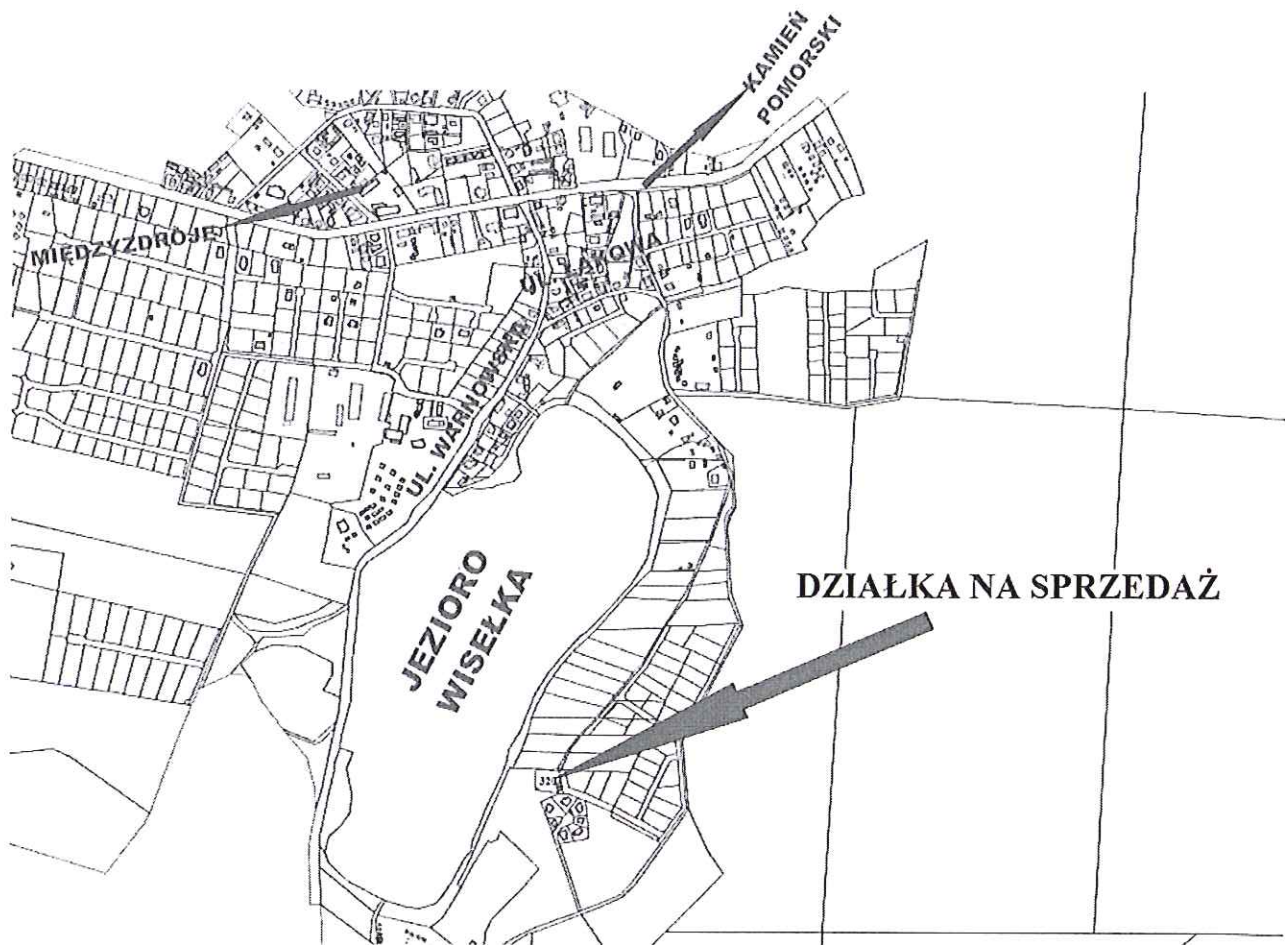 KAMIEŃ
POMORSKI
MIĘDZYZDROJE
UL. ŁĄKOWA
UL. WARNOWSKA
JEZIORO
WISEŁKA
DZIAŁKA NA SPRZEDAŻ